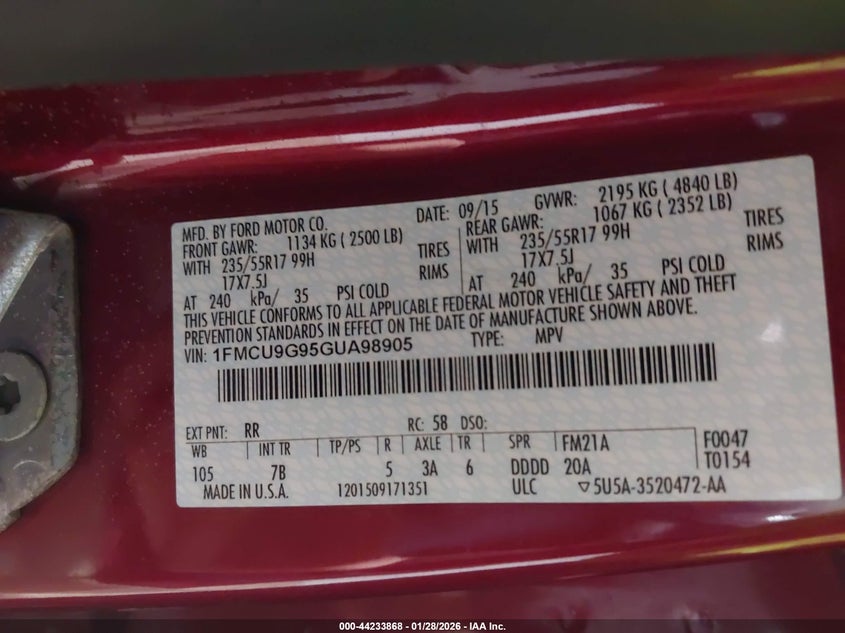 MFD. BY FORD MOTOR CO. DATE: 09/15 GVWR: 2195 KG ( 4840 LB)
FRONT GAWR: 1134 KG ( 2500 LB) REAR GAWR: 1067 KG ( 2352 LB)
WITH 235/55R17 99H TIRES WITH 235/55R17 99H TIRES
17X7.5J RIMS 17X7.5J RIMS
AT 240 kPa/ 35 PSI COLD AT 240 kPa/ 35 PSI COLD
THIS VEHICLE CONFORMS TO ALL APPLICABLE FEDERAL MOTOR VEHICLE SAFETY AND THEFT
PREVENTION STANDARDS IN EFFECT ON THE DATE OF MANUFACTURE SHOWN ABOVE.
VIN: 1FMCU9G95GUA98905 TYPE: MPV
EXT PNT: RR RC: 58 DSO:
WB INT TR TP/PS R AXLE TR SPR FM21A F0047
105 7B 5 3A 6 DDDD 20A T0154
MADE IN U.S.A. 1201509171351 ULC ▽5U5A-3520472-AA
000-44233868 - 01/28/2026 - IAA Inc.